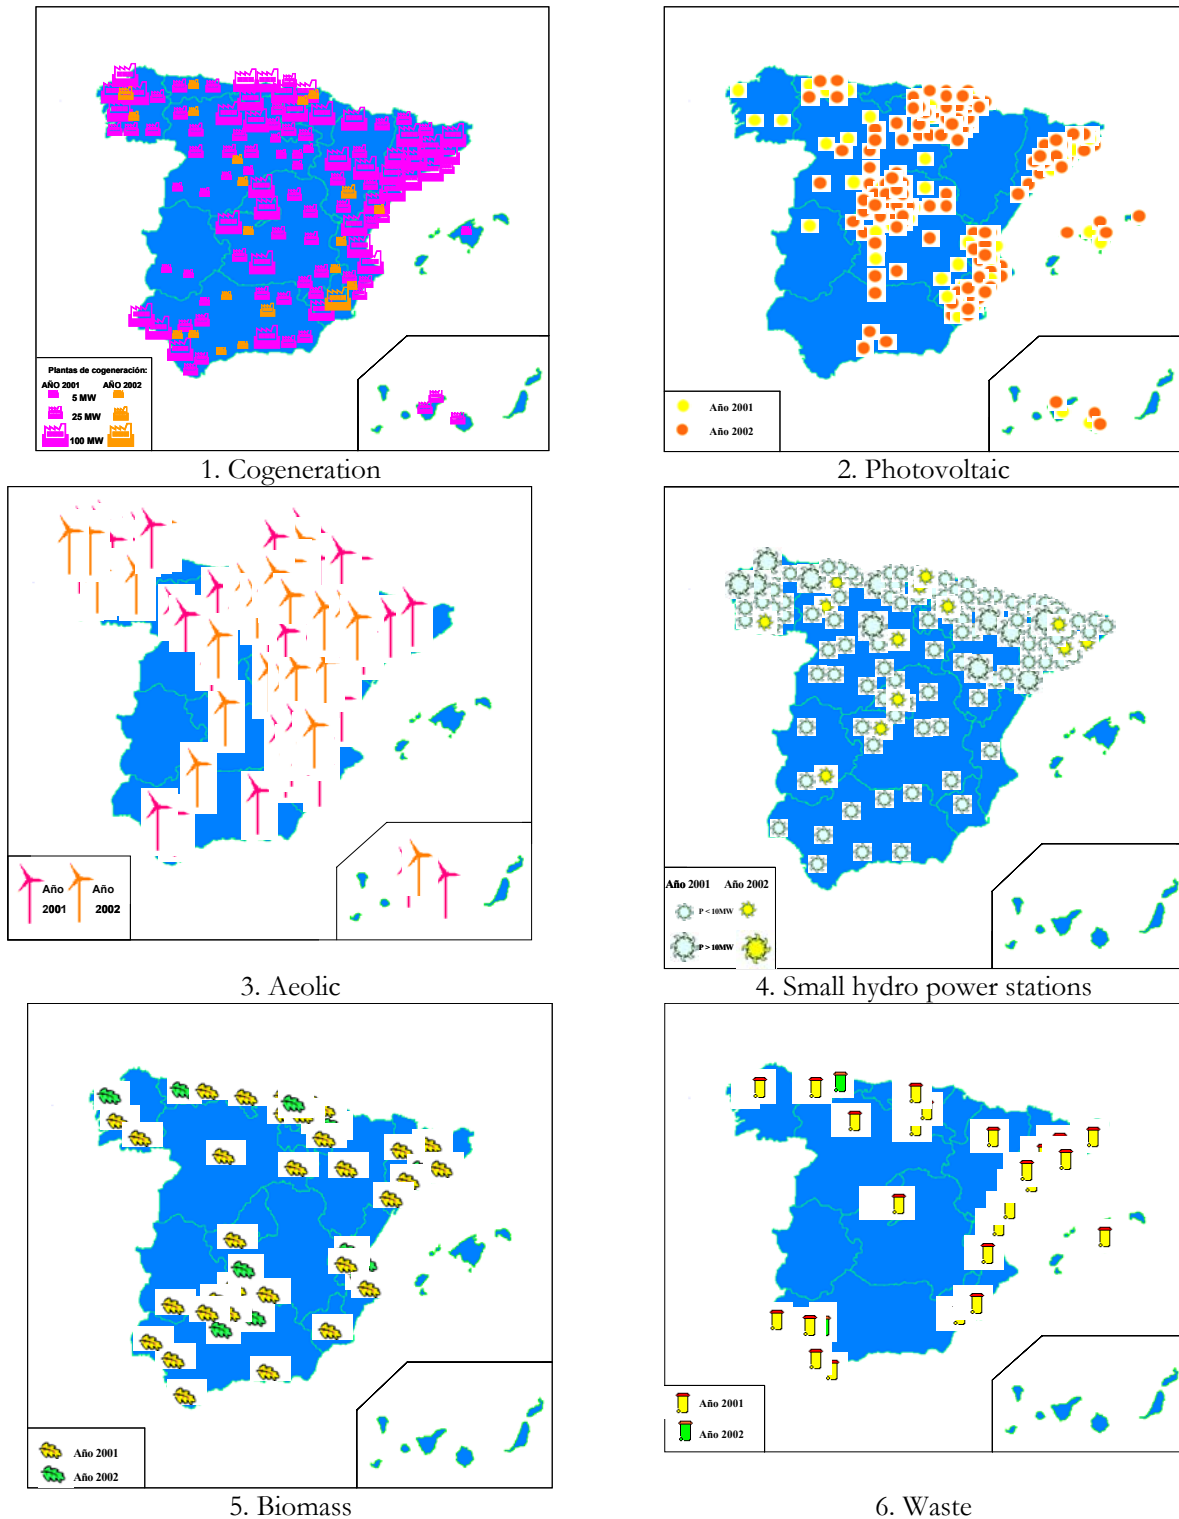 Plantas de cogeneración:
AÑO 2001 AÑO 2002
5 MW
25 MW
100 MW
1. Cogeneration
Año 2001
Año 2002
2. Photovoltaic
Año Año
2001 2002
3. Aeolic
Año 2001 Año 2002
P < 10MW
P > 10MW
4. Small hydro power stations
Año 2001
Año 2002
5. Biomass
Año 2001
Año 2002
6. Waste